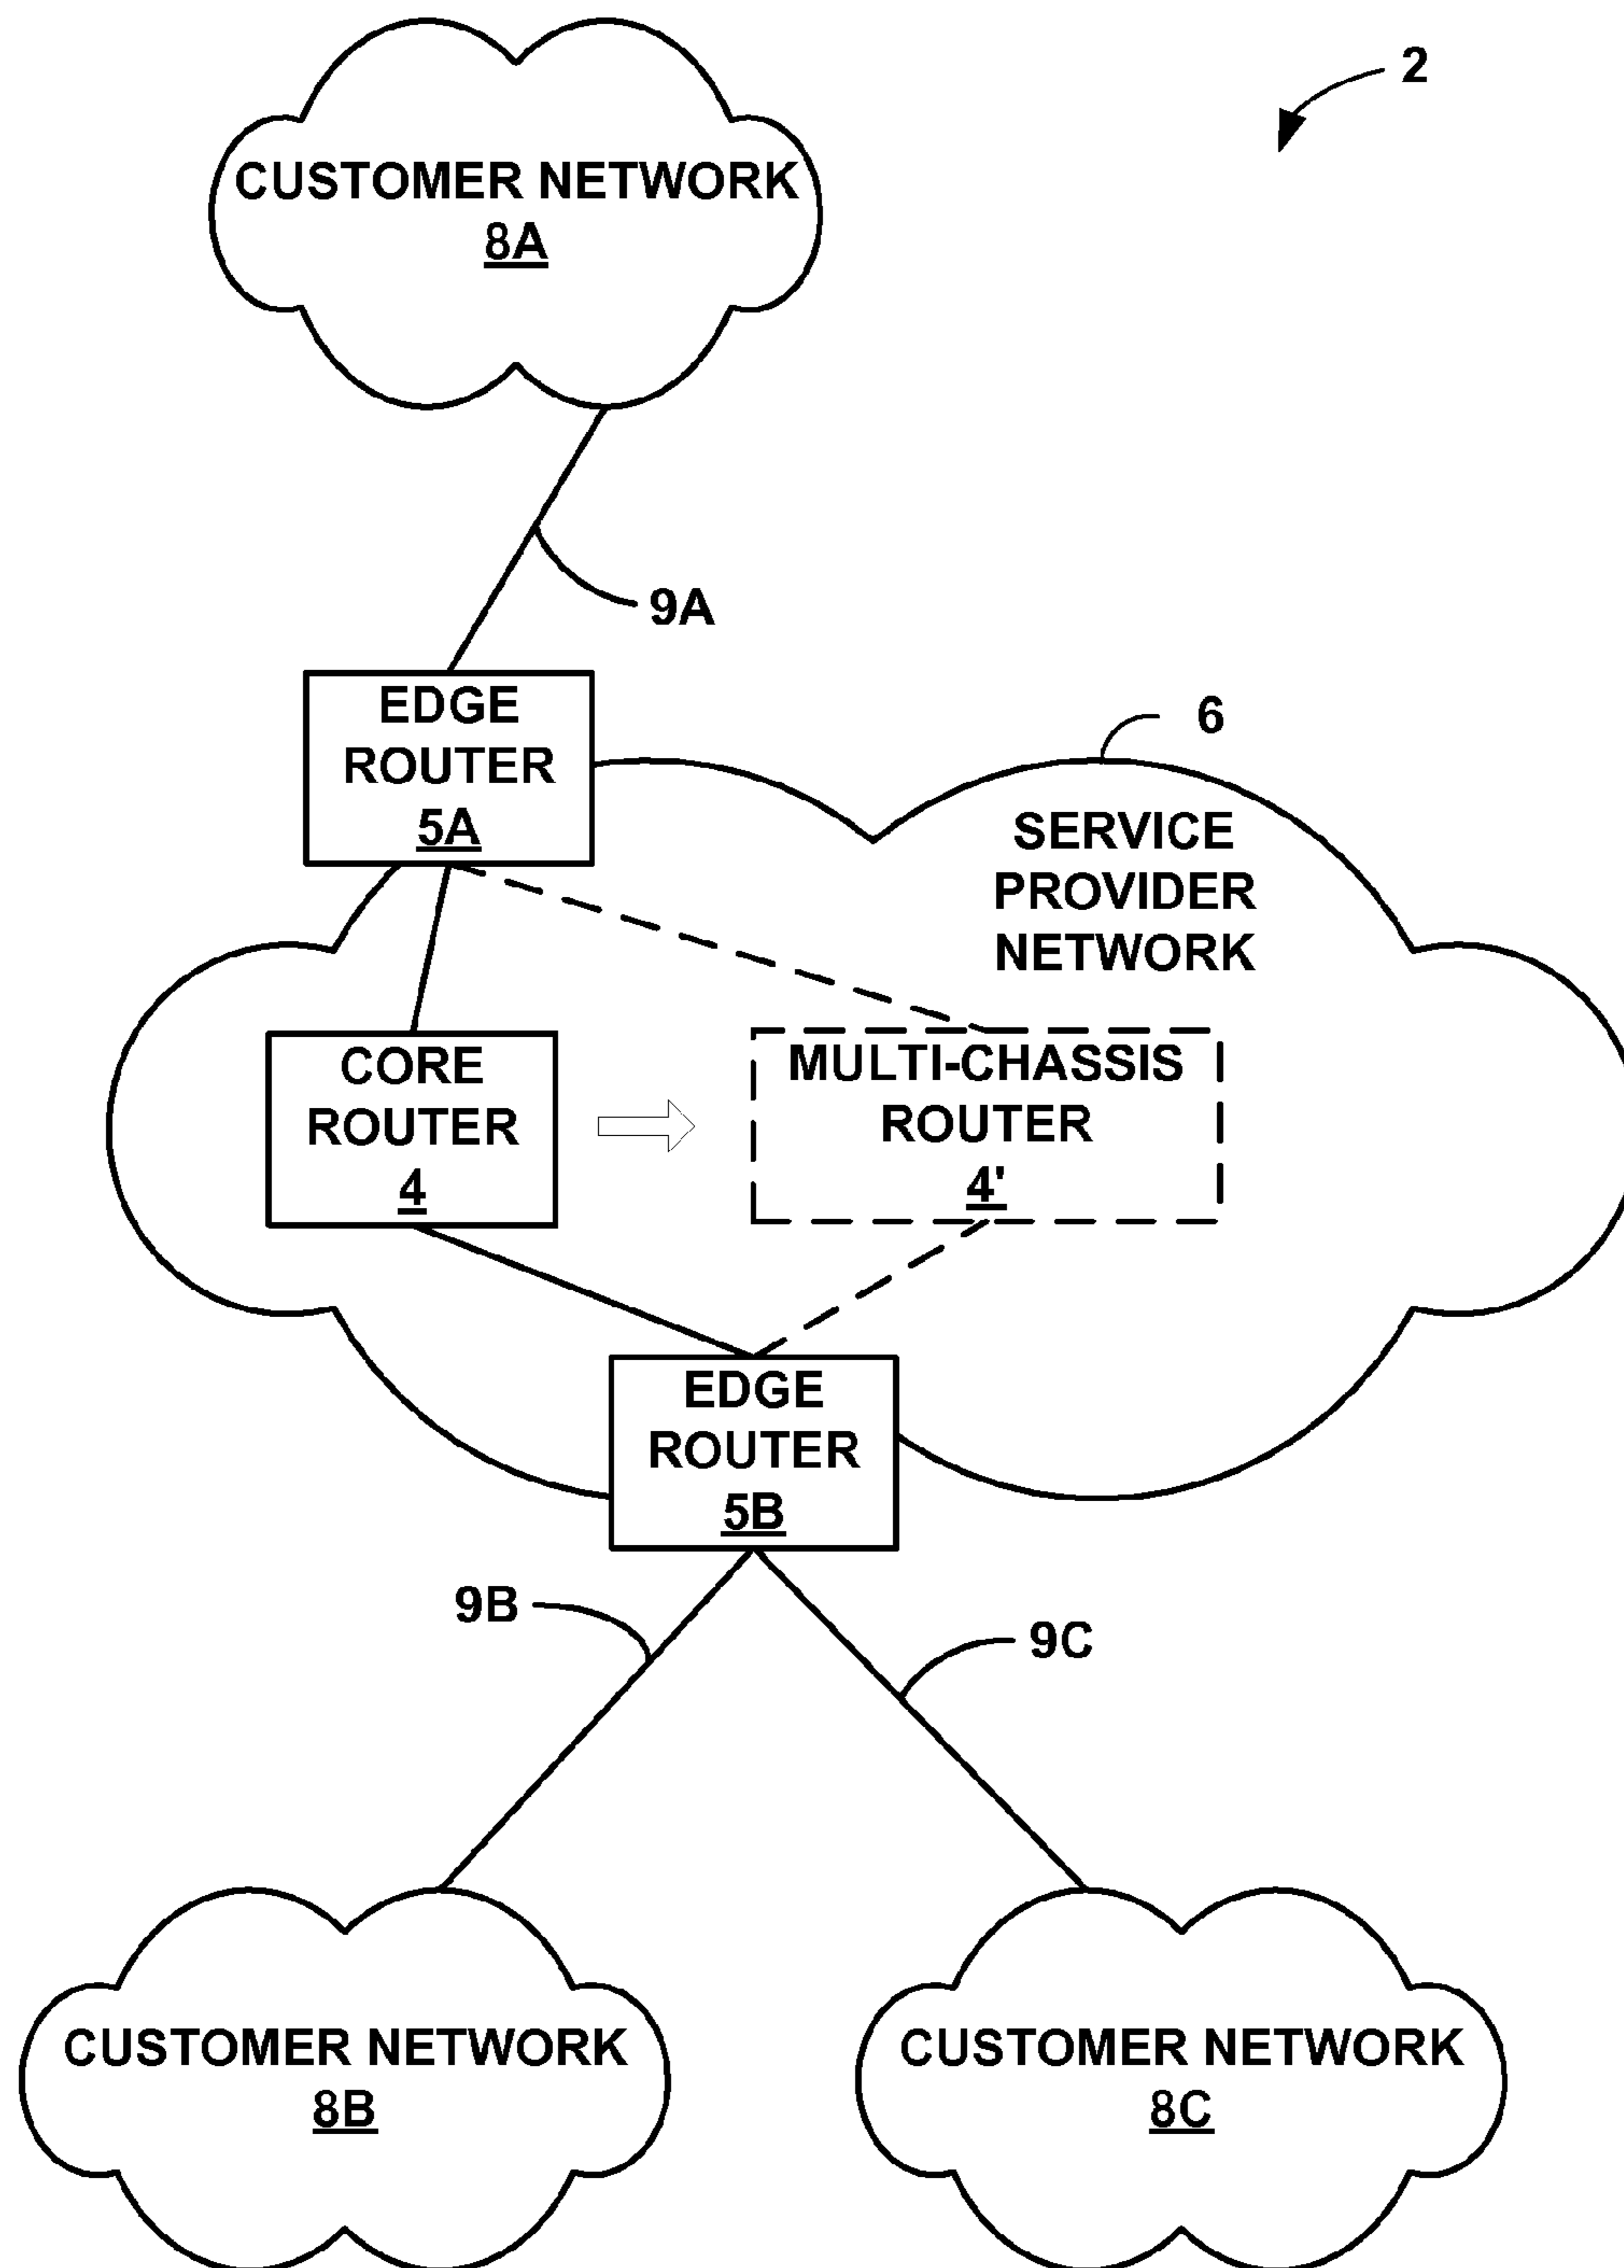 2
CUSTOMER NETWORK
8A
9A
EDGE
ROUTER
5A
6
SERVICE
PROVIDER
NETWORK
CORE
ROUTER
4
MULTI-CHASSIS
ROUTER
4'
EDGE
ROUTER
5B
9B
9C
CUSTOMER NETWORK
8B
CUSTOMER NETWORK
8C